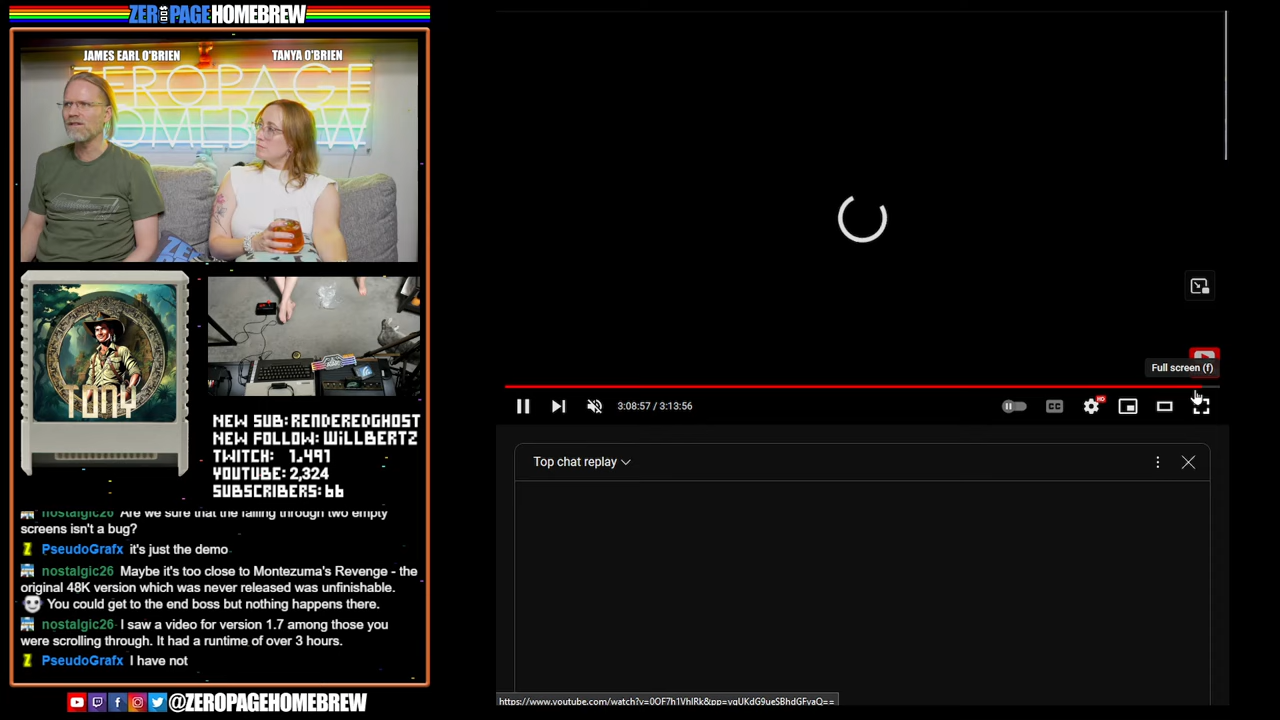 ZEROPAGE HOMEBREW
JAMES EARL O'BRIEN
TANYA O'BRIEN
ZEROPAGE
HOMEBREW
TONY
NEW SUB: RENDEREDGHOST
NEW FOLLOW: WILLBERTZ
TWITCH: 1,491
YOUTUBE: 2,324
SUBSCRIBERS: 66
nostalgic26 Are we sure that the falling through two empty
screens isn't a bug?
PseudoGrafx it's just the demo
nostalgic26 Maybe it's too close to Montezuma's Revenge - the
original 48K version which was never released was unfinishable.
You could get to the end boss but nothing happens there.
nostalgic26 I saw a video for version 1.7 among those you
were scrolling through. It had a runtime of over 3 hours.
PseudoGrafx I have not
@ZEROPAGEHOMEBREW
Full screen (f)
3:08:57 / 3:13:56
CC
HD
Top chat replay